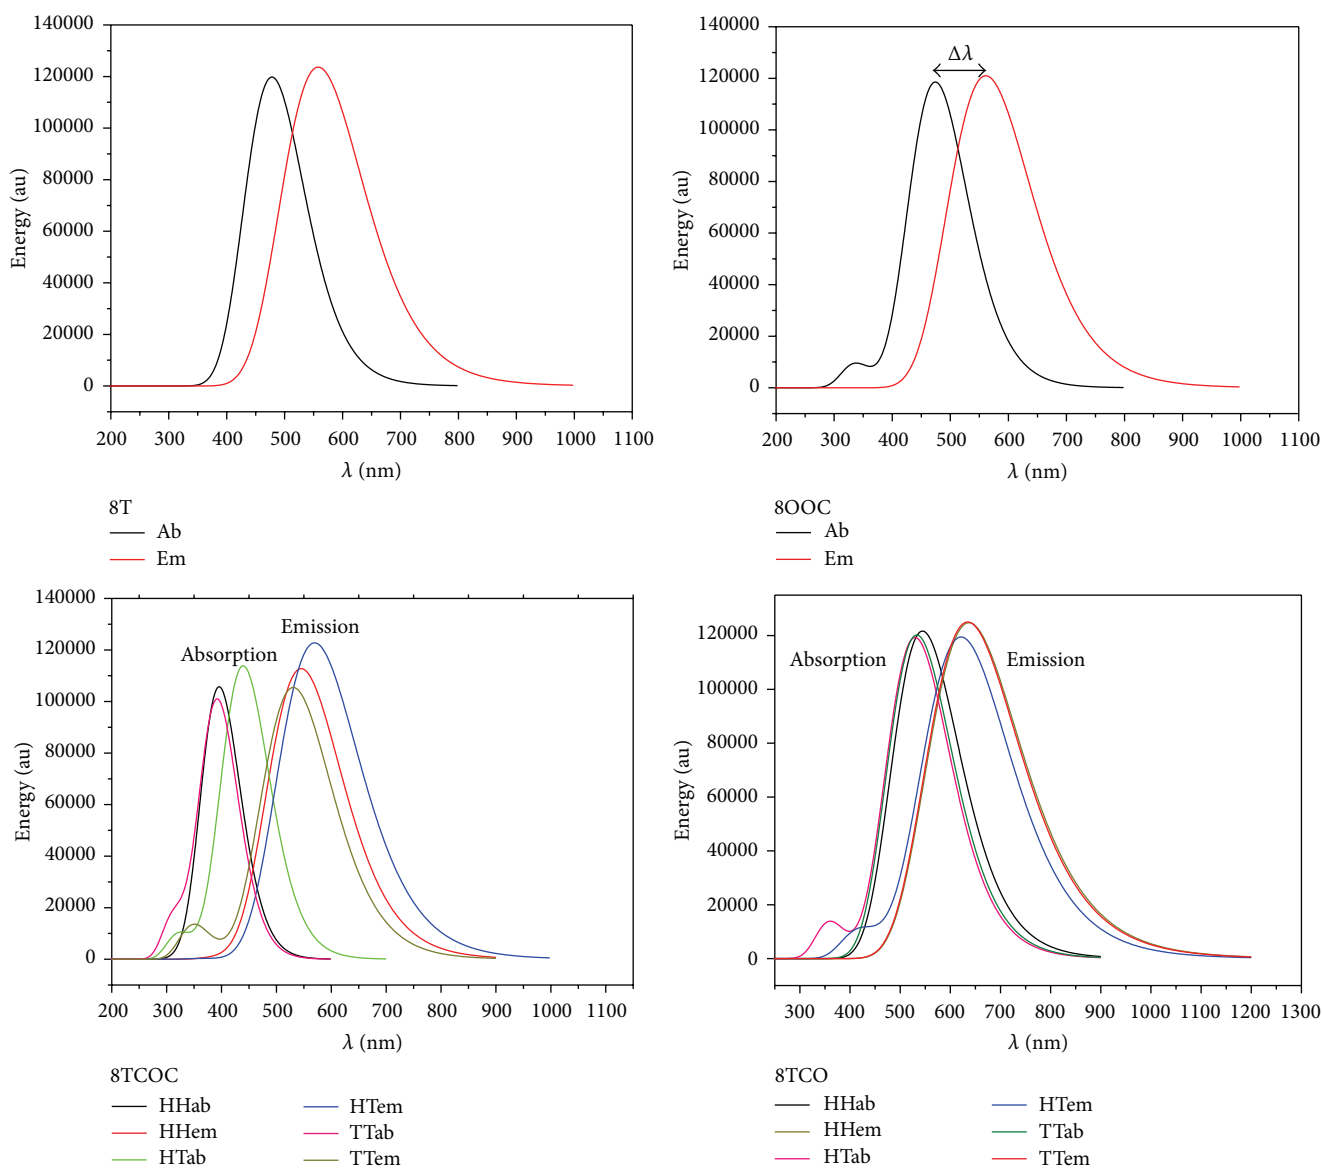 140000
120000
100000
80000
60000
40000
20000
0
Energy (au)
200 300 400 500 600 700 800 900 1000 1100
λ (nm)
8T
Ab
Em
140000
120000
100000
80000
60000
40000
20000
0
Energy (au)
Δλ
200 300 400 500 600 700 800 900 1000 1100
λ (nm)
8OOC
Ab
Em
140000
120000
100000
80000
60000
40000
20000
0
Energy (au)
Emission
Absorption
200 300 400 500 600 700 800 900 1000 1100
λ (nm)
8TCOC
HHab
HHem
HTab
HTem
TTab
TTem
120000
100000
80000
60000
40000
20000
0
Energy (au)
Absorption
Emission
300 400 500 600 700 800 900 1000 1100 1200 1300
λ (nm)
8TCO
HHab
HHem
HTab
HTem
TTab
TTem